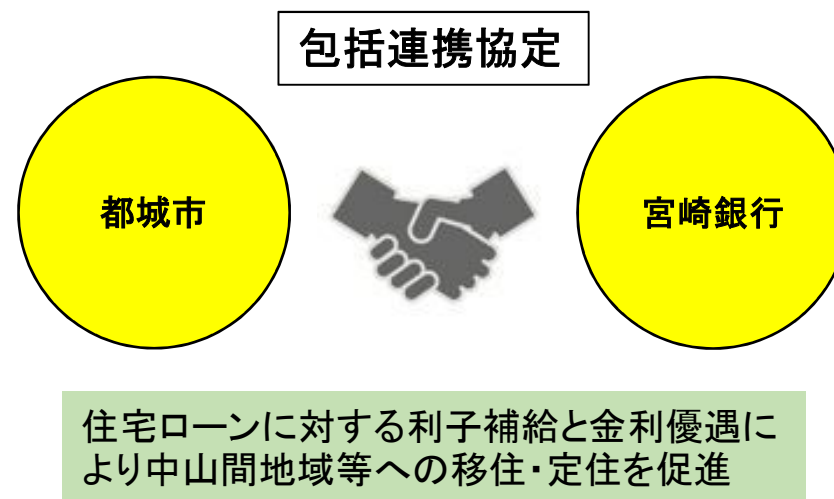 包括連携協定
都城市
宮崎銀行
住宅ローンに対する利子補給と金利優遇に
より中山間地域等への移住・定住を促進